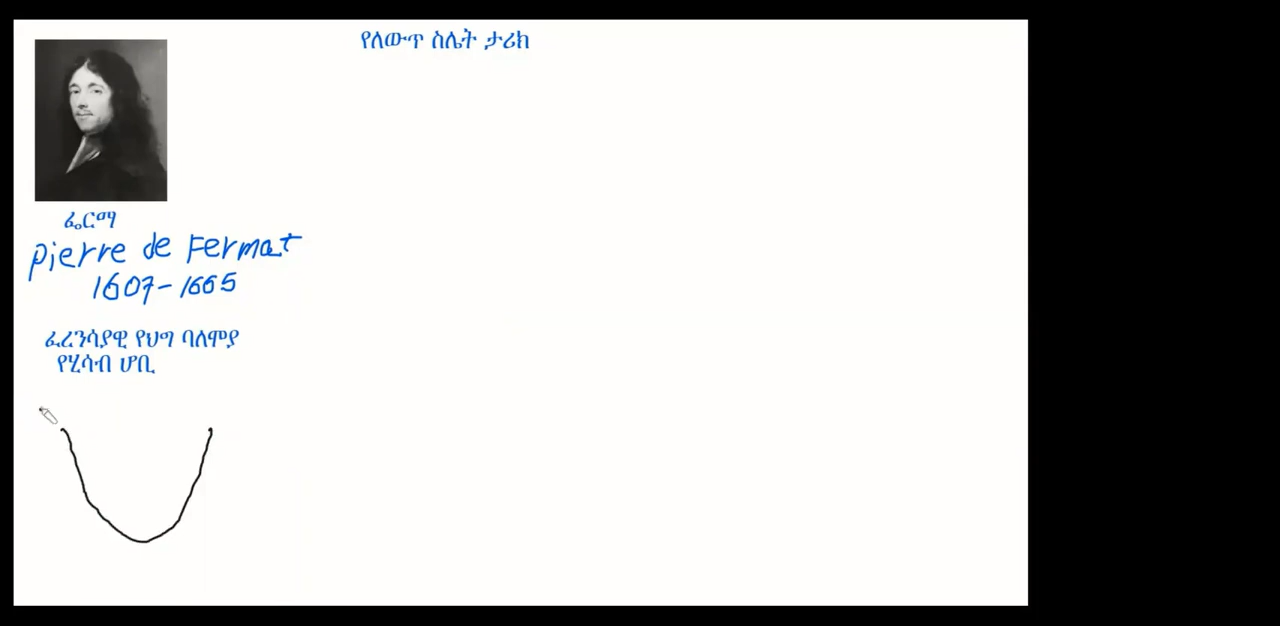 የለውጥ ስሌት ታሪክ
ፌርማ
pierre de Fermat
1607-1665
ፈረንሳያዊ የህግ ባለሞያ
የሂሳብ ሆቢ